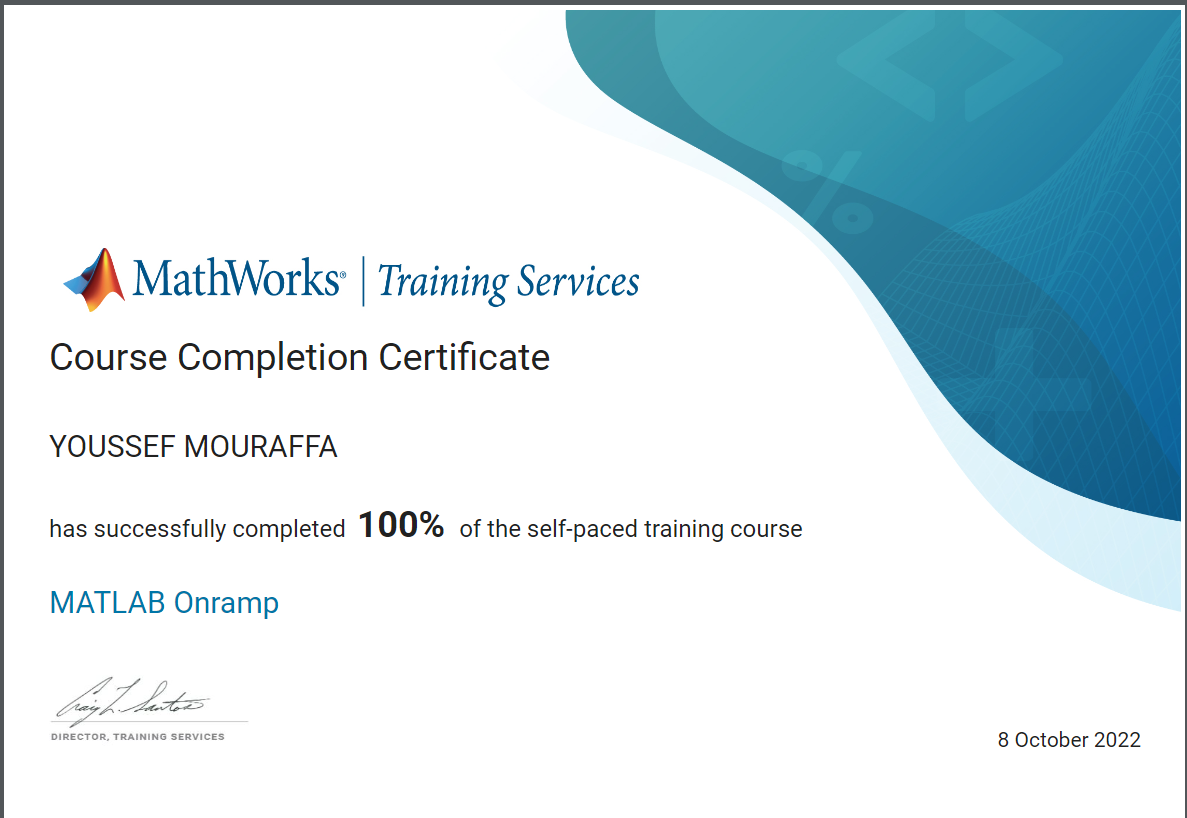 MathWorks® | Training Services
Course Completion Certificate
YOUSSEF MOURAFFA
has successfully completed 100% of the self-paced training course
MATLAB Onramp
Craig L. Santos
DIRECTOR, TRAINING SERVICES
8 October 2022